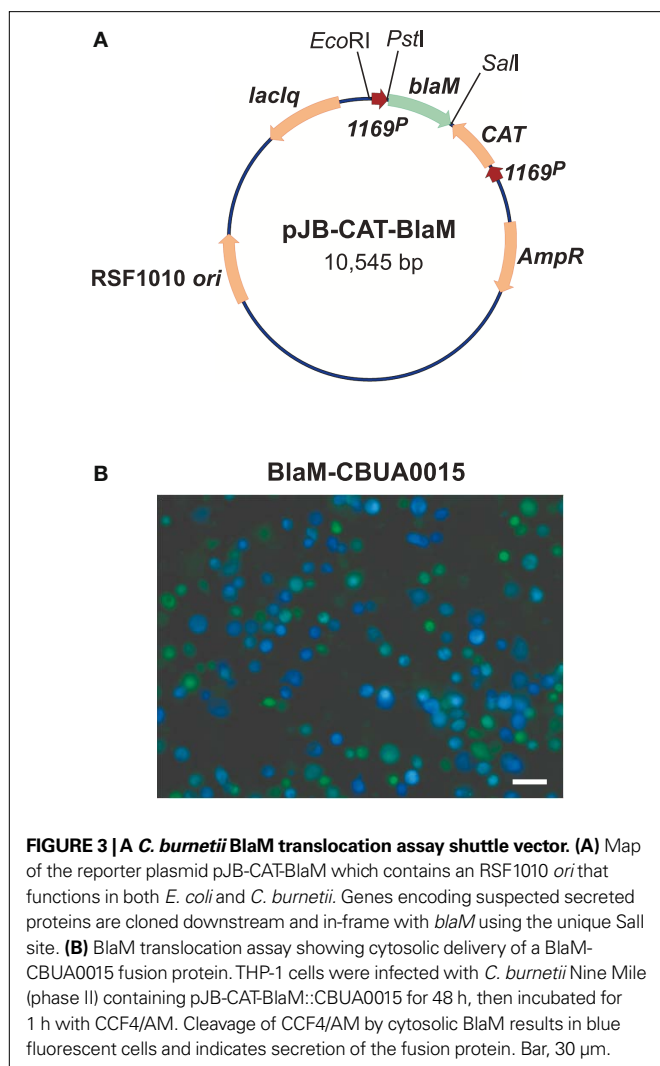 A
EcoRI
PstI
SalI
lacIq
1169P
blaM
CAT
1169P
pJB-CAT-BlaM
10,545 bp
RSF1010 ori
AmpR
B
BlaM-CBUA0015
FIGURE 3 | A C. burnetii BlaM translocation assay shuttle vector. (A) Map
of the reporter plasmid pJB-CAT-BlaM which contains an RSF1010 ori that
functions in both E. coli and C. burnetii. Genes encoding suspected secreted
proteins are cloned downstream and in-frame with blaM using the unique SalI
site. (B) BlaM translocation assay showing cytosolic delivery of a BlaM-
CBUA0015 fusion protein. THP-1 cells were infected with C. burnetii Nine Mile
(phase II) containing pJB-CAT-BlaM::CBUA0015 for 48 h, then incubated for
1 h with CCF4/AM. Cleavage of CCF4/AM by cytosolic BlaM results in blue
fluorescent cells and indicates secretion of the fusion protein. Bar, 30 μm.